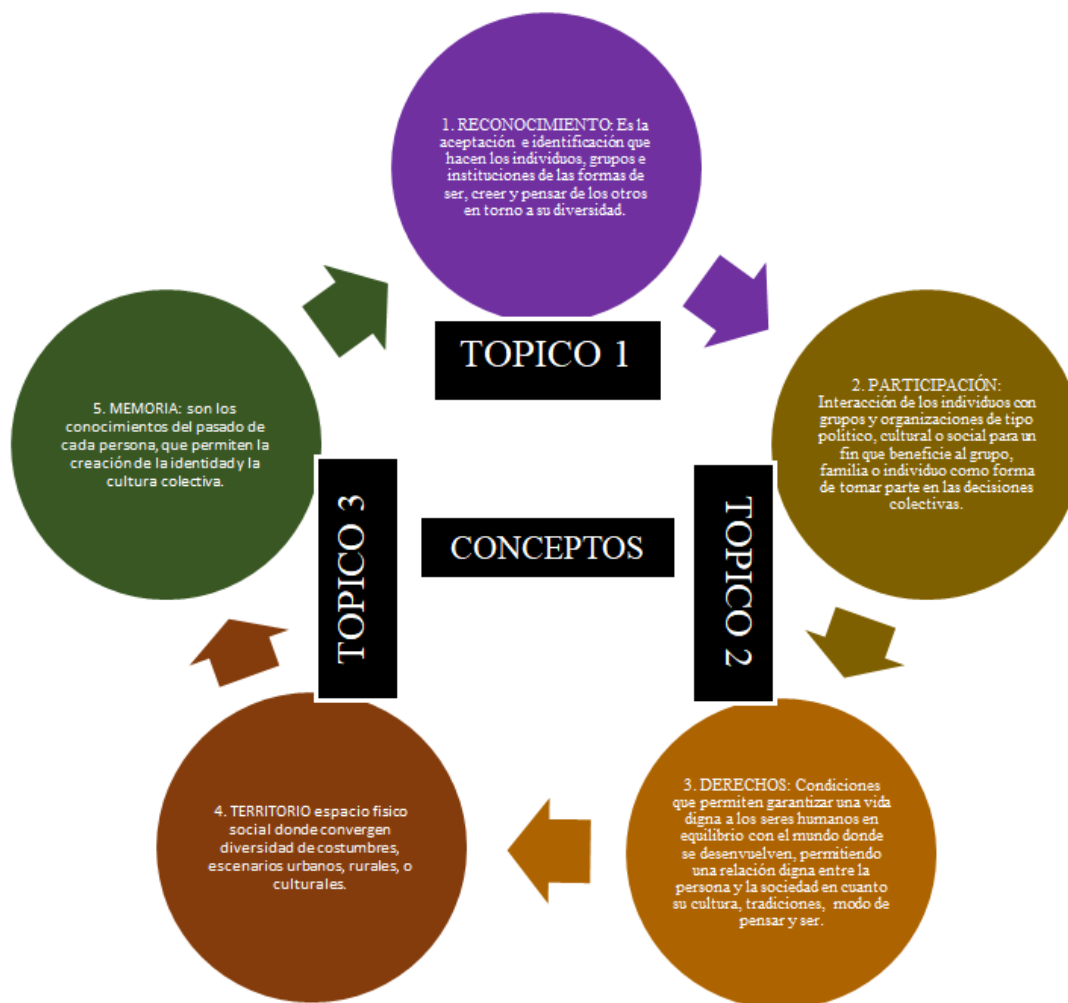 1. RECONOCIMIENTO: Es la
aceptación e identificación que
hacen los individuos, grupos e
instituciones de las formas de
ser, creer y pensar de los otros
en torno a su diversidad.
TOPICO 1
2. PARTICIPACIÓN:
Interacción de los individuos con
grupos y organizaciones de tipo
político, cultural o social para un
fin que beneficie al grupo,
familia o individuo como forma
de tomar parte en las decisiones
colectivas.
TOPICO 2
3. DERECHOS: Condiciones
que permiten garantizar una vida
digna a los seres humanos en
equilibrio con el mundo donde
se desenvuelven, permitiendo
una relación digna entre la
persona y la sociedad en cuanto
su cultura, tradiciones, modo de
pensar y ser.
4. TERRITORIO espacio fisico
social donde convergen
diversidad de costumbres,
escenarios urbanos, rurales, o
culturales.
TOPICO 3
5. MEMORIA: son los
conocimientos del pasado de
cada persona, que permiten la
creación de la identidad y la
cultura colectiva.
CONCEPTOS